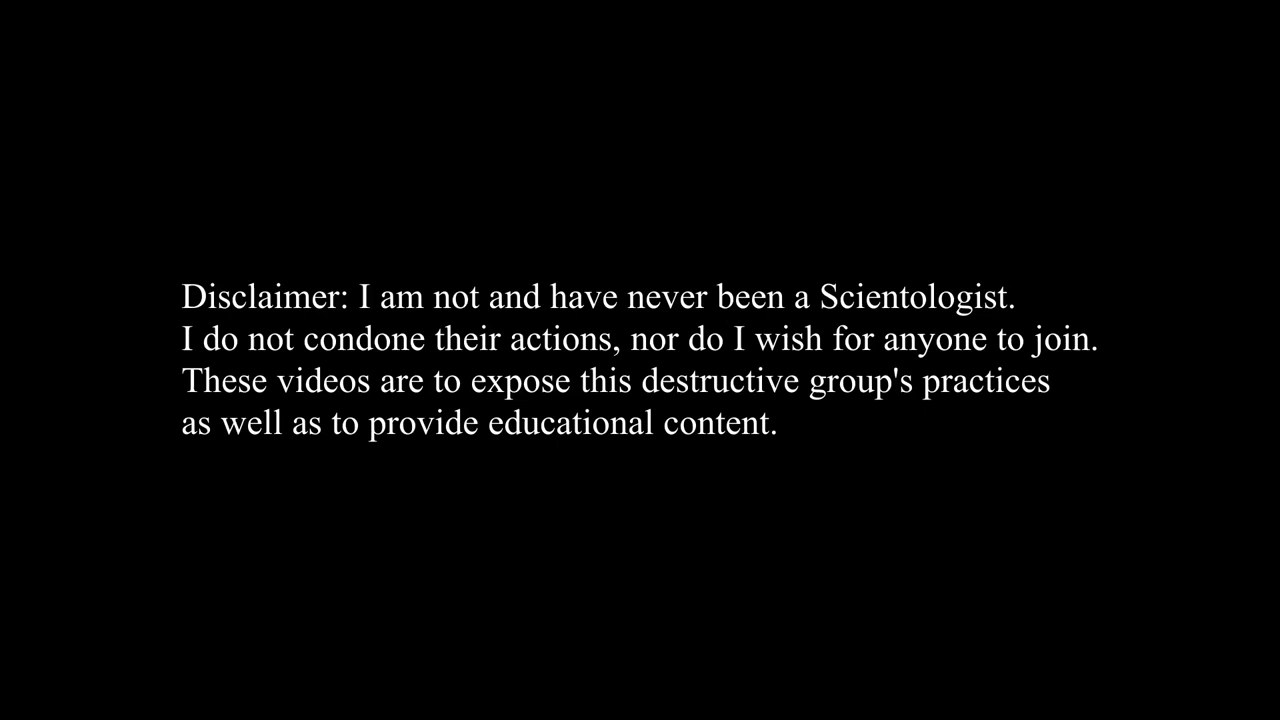 Disclaimer: I am not and have never been a Scientologist.
I do not condone their actions, nor do I wish for anyone to join.
These videos are to expose this destructive group's practices
as well as to provide educational content.